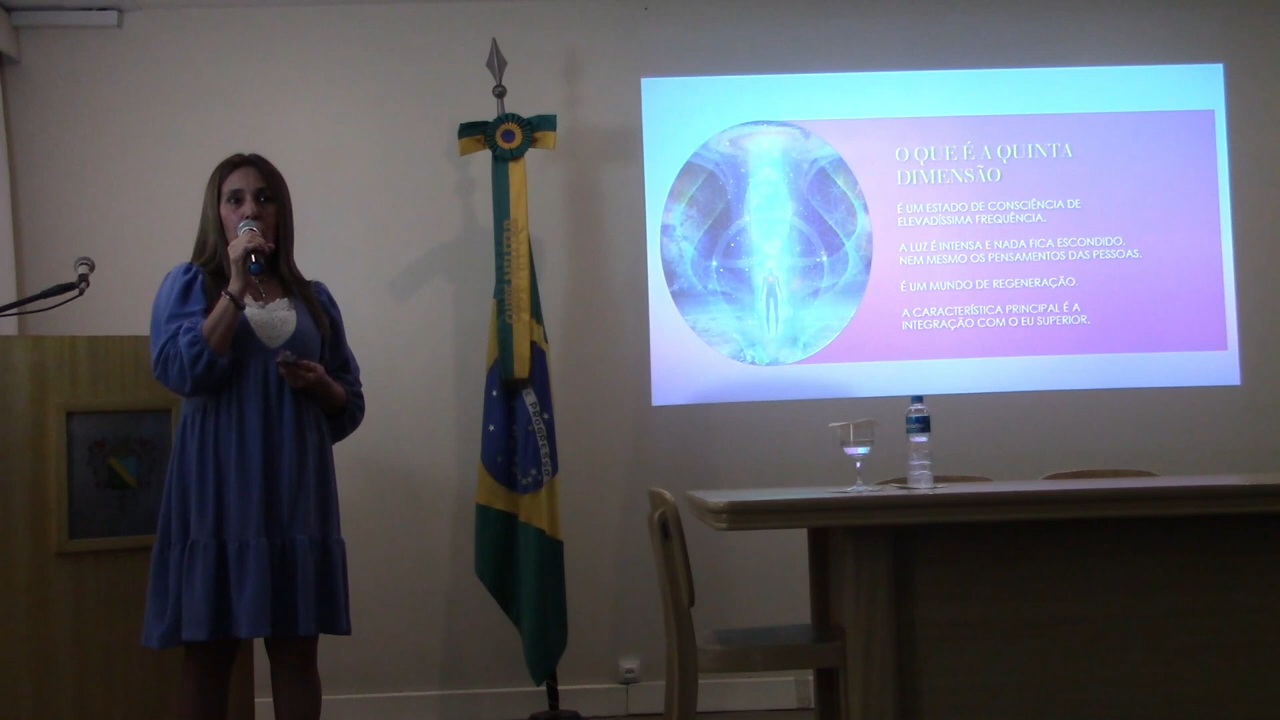 O QUE É A QUINTA
DIMENSÃO
É UM ESTADO DE CONSCIÊNCIA DE
ELEVADÍSSIMA FREQUÊNCIA.
A LUZ É INTENSA E NADA FICA ESCONDIDO,
NEM MESMO OS PENSAMENTOS DAS PESSOAS.
É UM MUNDO DE REGENERAÇÃO.
A CARACTERÍSTICA PRINCIPAL É A
INTEGRAÇÃO COM O EU SUPERIOR.
E PROGRESSO